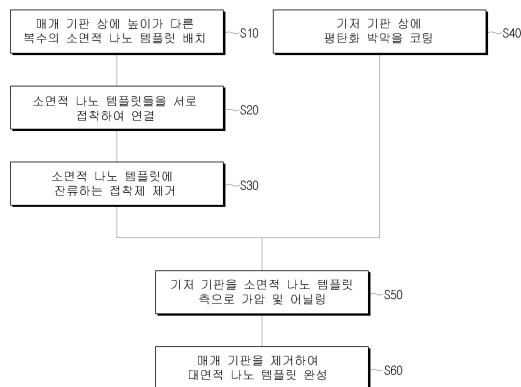 매개 기판 상에 높이가 다른
복수의 소면적 나노 템플릿 배치
S10
기저 기판 상에
평탄화 박막을 코팅
S40
소면적 나노 템플릿들을 서로
접착하여 연결
S20
소면적 나노 템플릿에
잔류하는 접착제 제거
S30
기저 기판을 소면적 나노 템플릿
측으로 가압 및 어닐링
S50
매개 기판을 제거하여
대면적 나노 템플릿 완성
S60